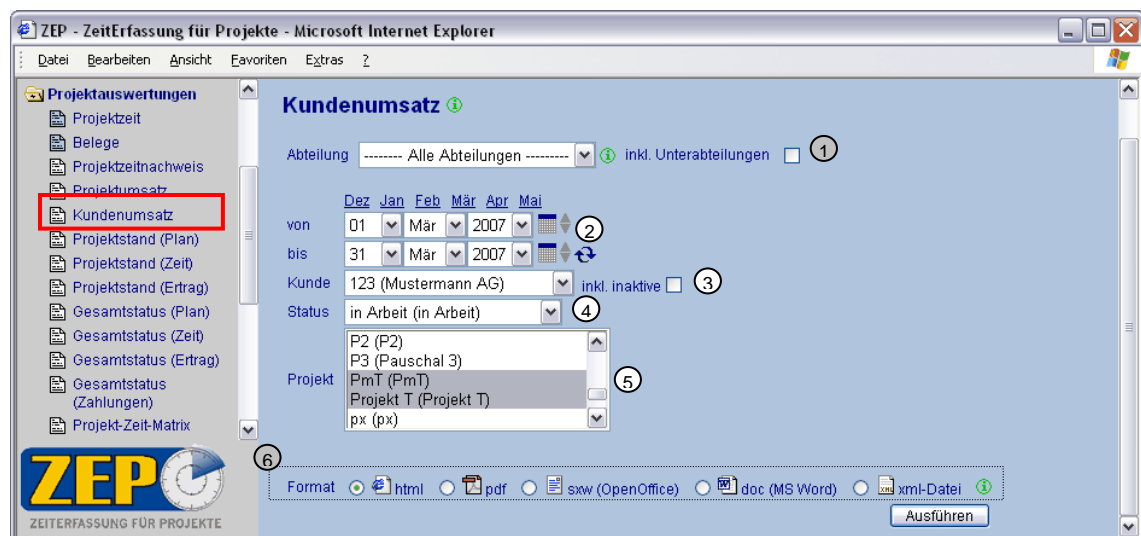 ZEP - ZeitErfassung für Projekte - Microsoft Internet Explorer
Datei Bearbeiten Ansicht Favoriten Extras ?
Projektauswertungen
Projektzeit
Belege
Projektzeitnachweis
Projektumsatz
Kundenumsatz
Projektstand (Plan)
Projektstand (Zeit)
Projektstand (Ertrag)
Gesamtstatus (Plan)
Gesamtstatus (Zeit)
Gesamtstatus (Ertrag)
Gesamtstatus
(Zahlungen)
Projekt-Zeit-Matrix
ZEP
ZEITERFASSUNG FÜR PROJEKTE
Kundenumsatz
Abteilung -------- Alle Abteilungen --------- inkl. Unterabteilungen 1
Dez Jan Feb Mär Apr Mai
von 01 Mär 2007 2
bis 31 Mär 2007
Kunde 123 (Mustermann AG) inkl. inaktive 3
Status in Arbeit (in Arbeit) 4
P2 (P2)
P3 (Pauschal 3)
Projekt PmT (PmT) 5
Projekt T (Projekt T)
px (px)
6
Format html pdf sxw (OpenOffice) doc (MS Word) xml-Datei
Ausführen